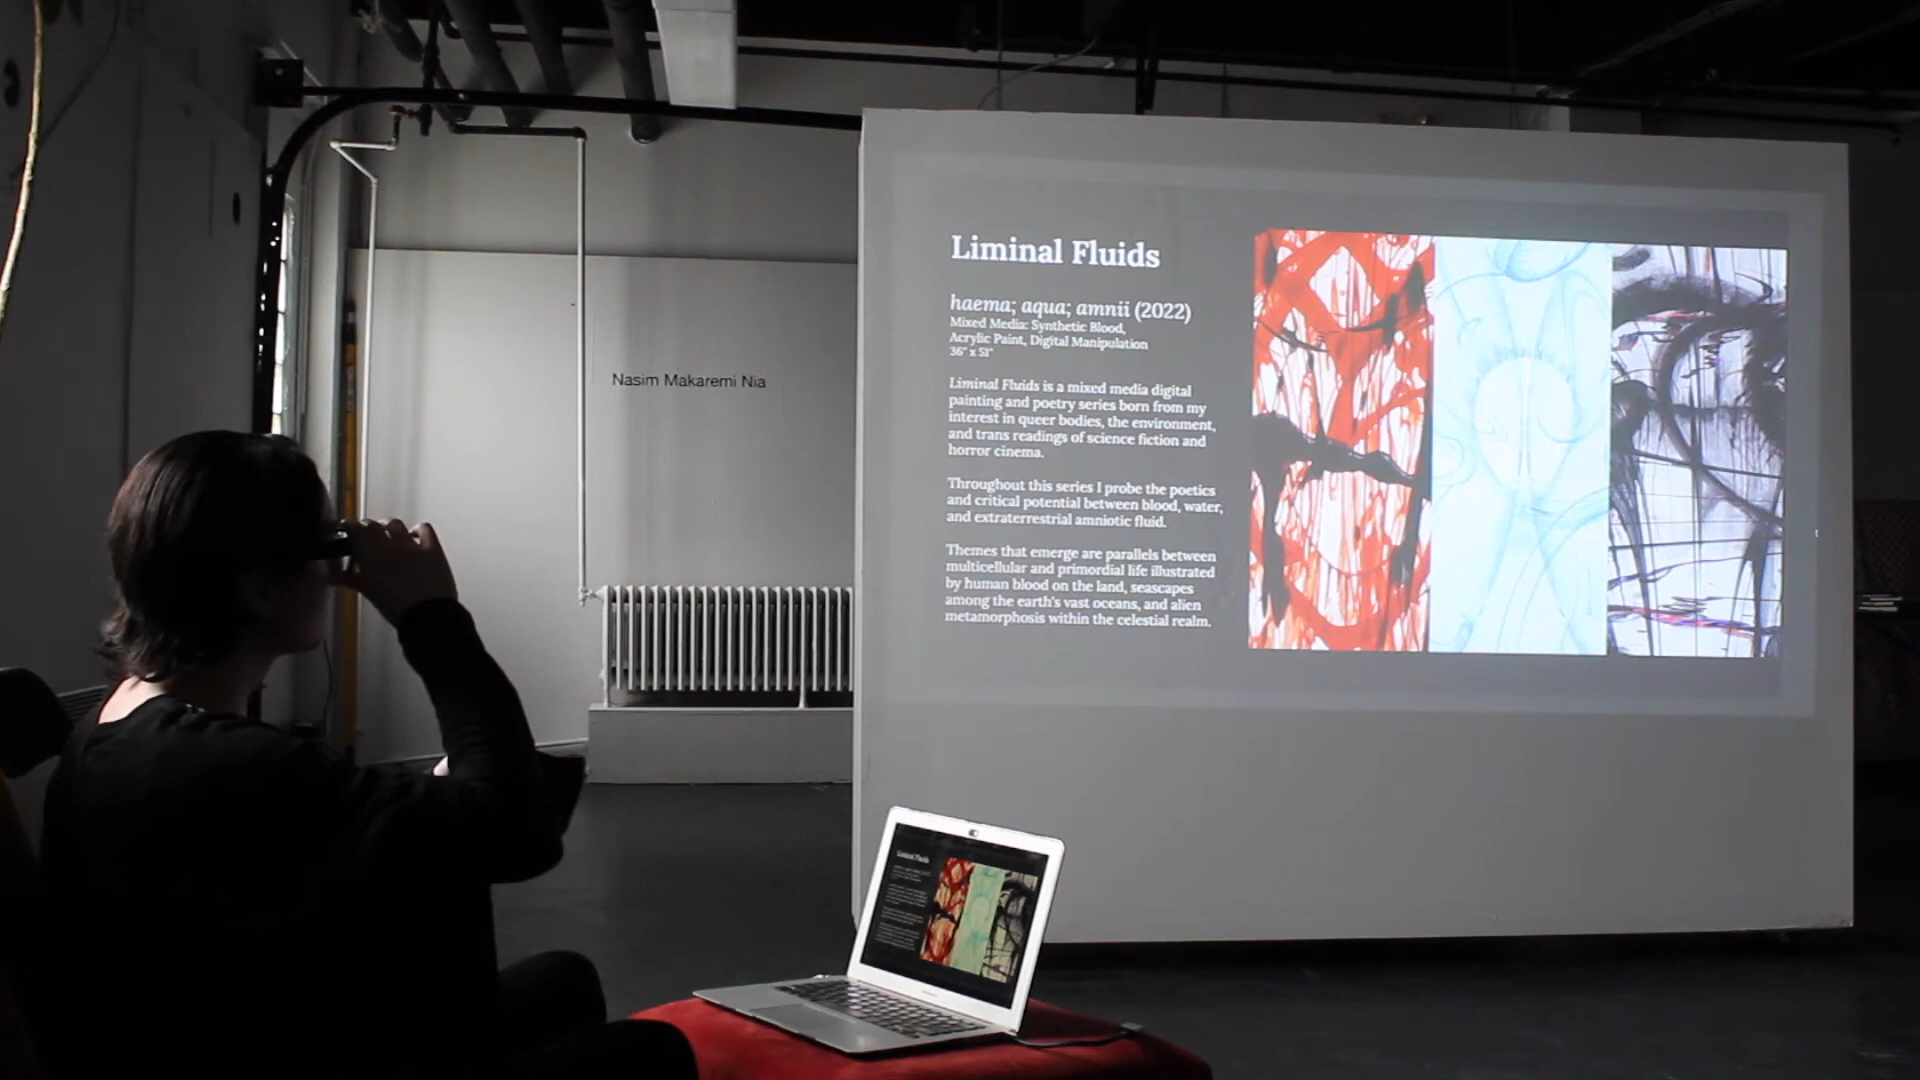 Nasim Makaremi Nia
Liminal Fluids
haema; aqua; amnii (2022)
Mixed Media: Synthetic Blood,
Acrylic Paint, Digital Manipulation
36" x 51"
Liminal Fluids is a mixed media digital
painting and poetry series born from my
interest in queer bodies, the environment,
and trans readings of science fiction and
horror cinema.
Throughout this series I probe the poetics
and critical potential between blood, water,
and extraterrestrial amniotic fluid.
Themes that emerge are parallels between
multicellular and primordial life illustrated
by human blood on the land, seascapes
among the earth's vast oceans, and alien
metamorphosis within the celestial realm.
Liminal Fluids